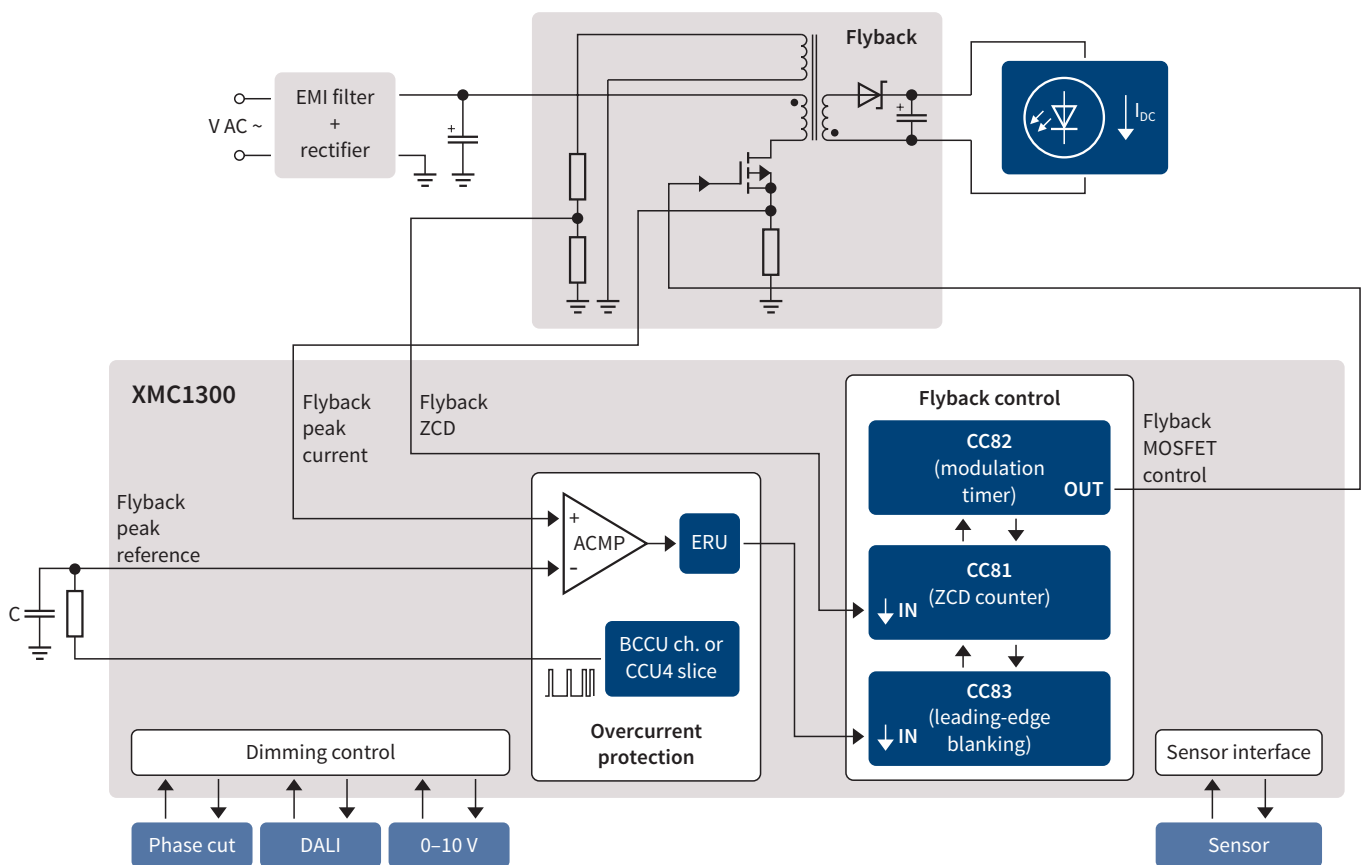 Flyback
EMI filter
+
rectifier
V AC ~
+
+
I_DC
XMC1300
Flyback
peak
current
Flyback
ZCD
Flyback control
CC82
(modulation
timer)
OUT
Flyback
MOSFET
control
Flyback
peak
reference
+
ACMP
-
ERU
CC81
(ZCD counter)
IN
C
BCCU ch. or
CCU4 slice
CC83
(leading-edge
blanking)
IN
Overcurrent
protection
Dimming control
Sensor interface
Phase cut
DALI
0–10 V
Sensor